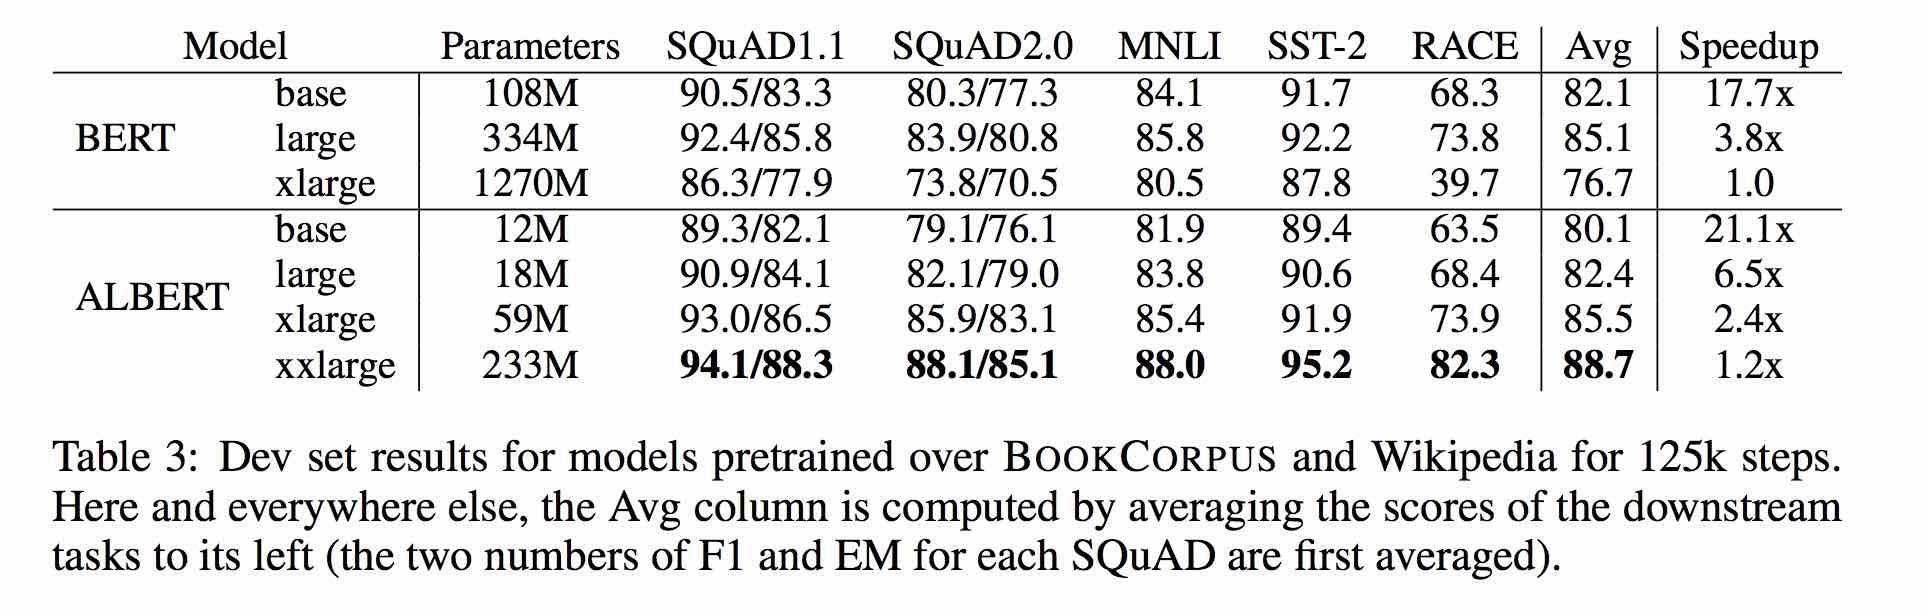 Model Parameters SQuAD1.1 SQuAD2.0 MNLI SST-2 RACE Avg Speedup
base 108M 90.5/83.3 80.3/77.3 84.1 91.7 68.3 82.1 17.7x
BERT large 334M 92.4/85.8 83.9/80.8 85.8 92.2 73.8 85.1 3.8x
xlarge 1270M 86.3/77.9 73.8/70.5 80.5 87.8 39.7 76.7 1.0
base 12M 89.3/82.1 79.1/76.1 81.9 89.4 63.5 80.1 21.1x
large 18M 90.9/84.1 82.1/79.0 83.8 90.6 68.4 82.4 6.5x
ALBERT
xlarge 59M 93.0/86.5 85.9/83.1 85.4 91.9 73.9 85.5 2.4x
xxlarge 233M 94.1/88.3 88.1/85.1 88.0 95.2 82.3 88.7 1.2x
Table 3: Dev set results for models pretrained over BOOKCORPUS and Wikipedia for 125k steps.
Here and everywhere else, the Avg column is computed by averaging the scores of the downstream
tasks to its left (the two numbers of F1 and EM for each SQuAD are first averaged).